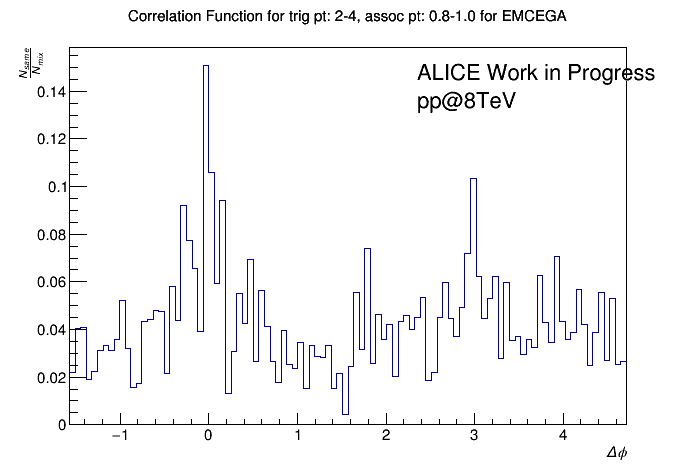 Correlation Function for trig pt: 2-4, assoc pt: 0.8-1.0 for EMCEGA
N_same
N_mix
ALICE Work in Progress
pp@8TeV
0.14
0.12
0.1
0.08
0.06
0.04
0.02
0
−1 0 1 2 3 4
Δϕ